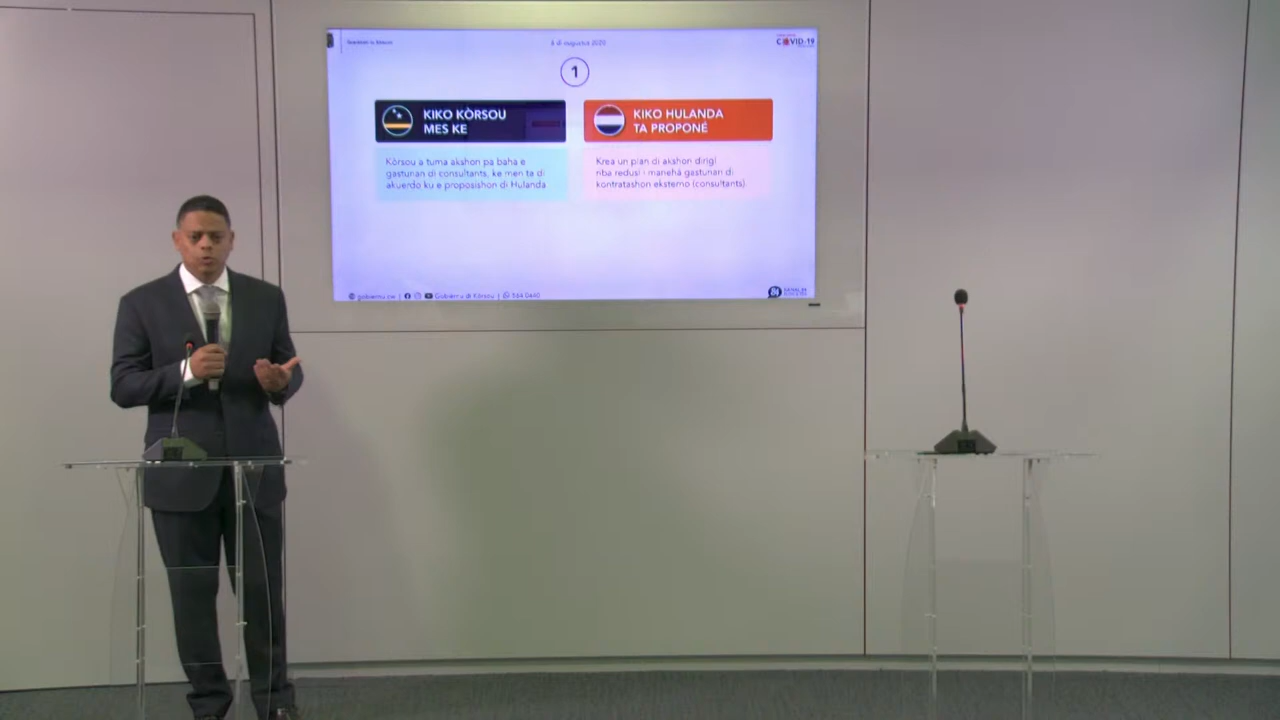 6 di ougustus 2020
COVID-19
1
KIKO KÒRSOU
MES KE
Kòrsou a tuma akshon pa baha e
gastunan di consultants, ke men ta di
akuerdo ku e proposishon di Hulanda
KIKO HULANDA
TA PROPONÉ
Krea un plan di akshon dirigí
riba redusí i manehá gastunan di
kontratashon eksterno (consultants)
gobiernu.cw | Gobièrnu di Kòrsou |